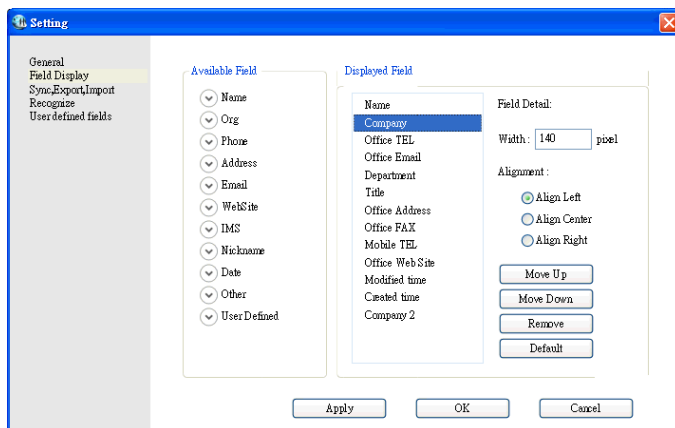 Setting
General
Field Display
Sync,Export,Import
Recognize
User defined fields
Available Field
Name
Org
Phone
Address
Email
WebSite
IMS
Nickname
Date
Other
User Defined
Displayed Field
Name
Company
Office TEL
Office Email
Department
Title
Office Address
Office FAX
Mobile TEL
Office Web Site
Modified time
Created time
Company 2
Field Detail:
Width : 140 pixel
Alignment :
Align Left
Align Center
Align Right
Move Up
Move Down
Remove
Default
Apply
OK
Cancel